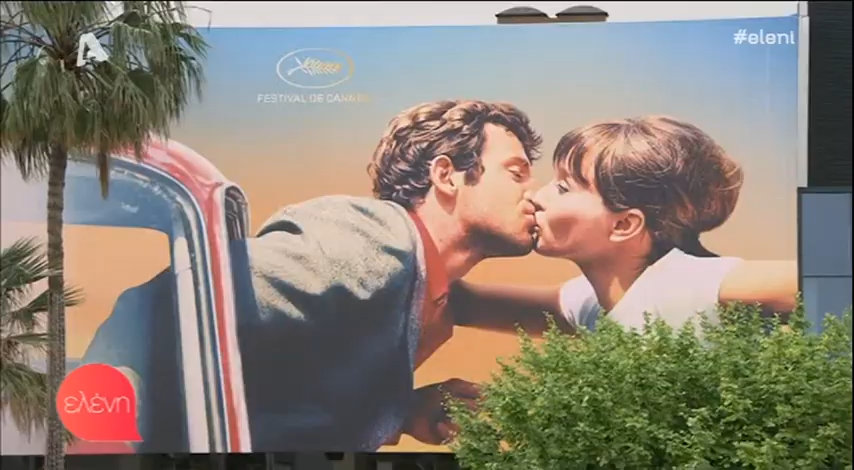 #eleni
FESTIVAL DE CANNES
ελένη